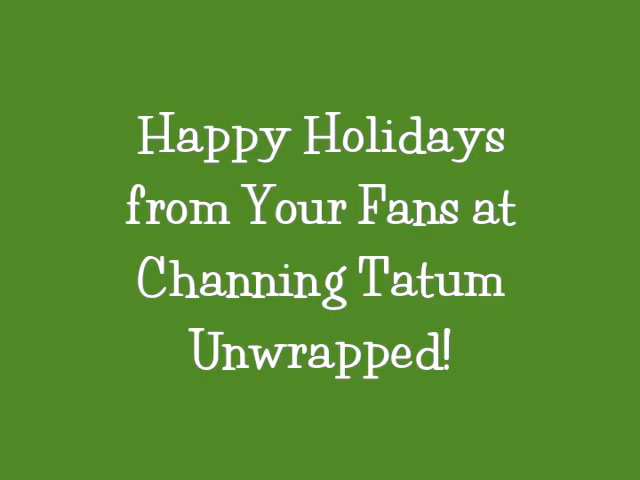 Happy Holidays
from Your Fans at
Channing Tatum
Unwrapped!